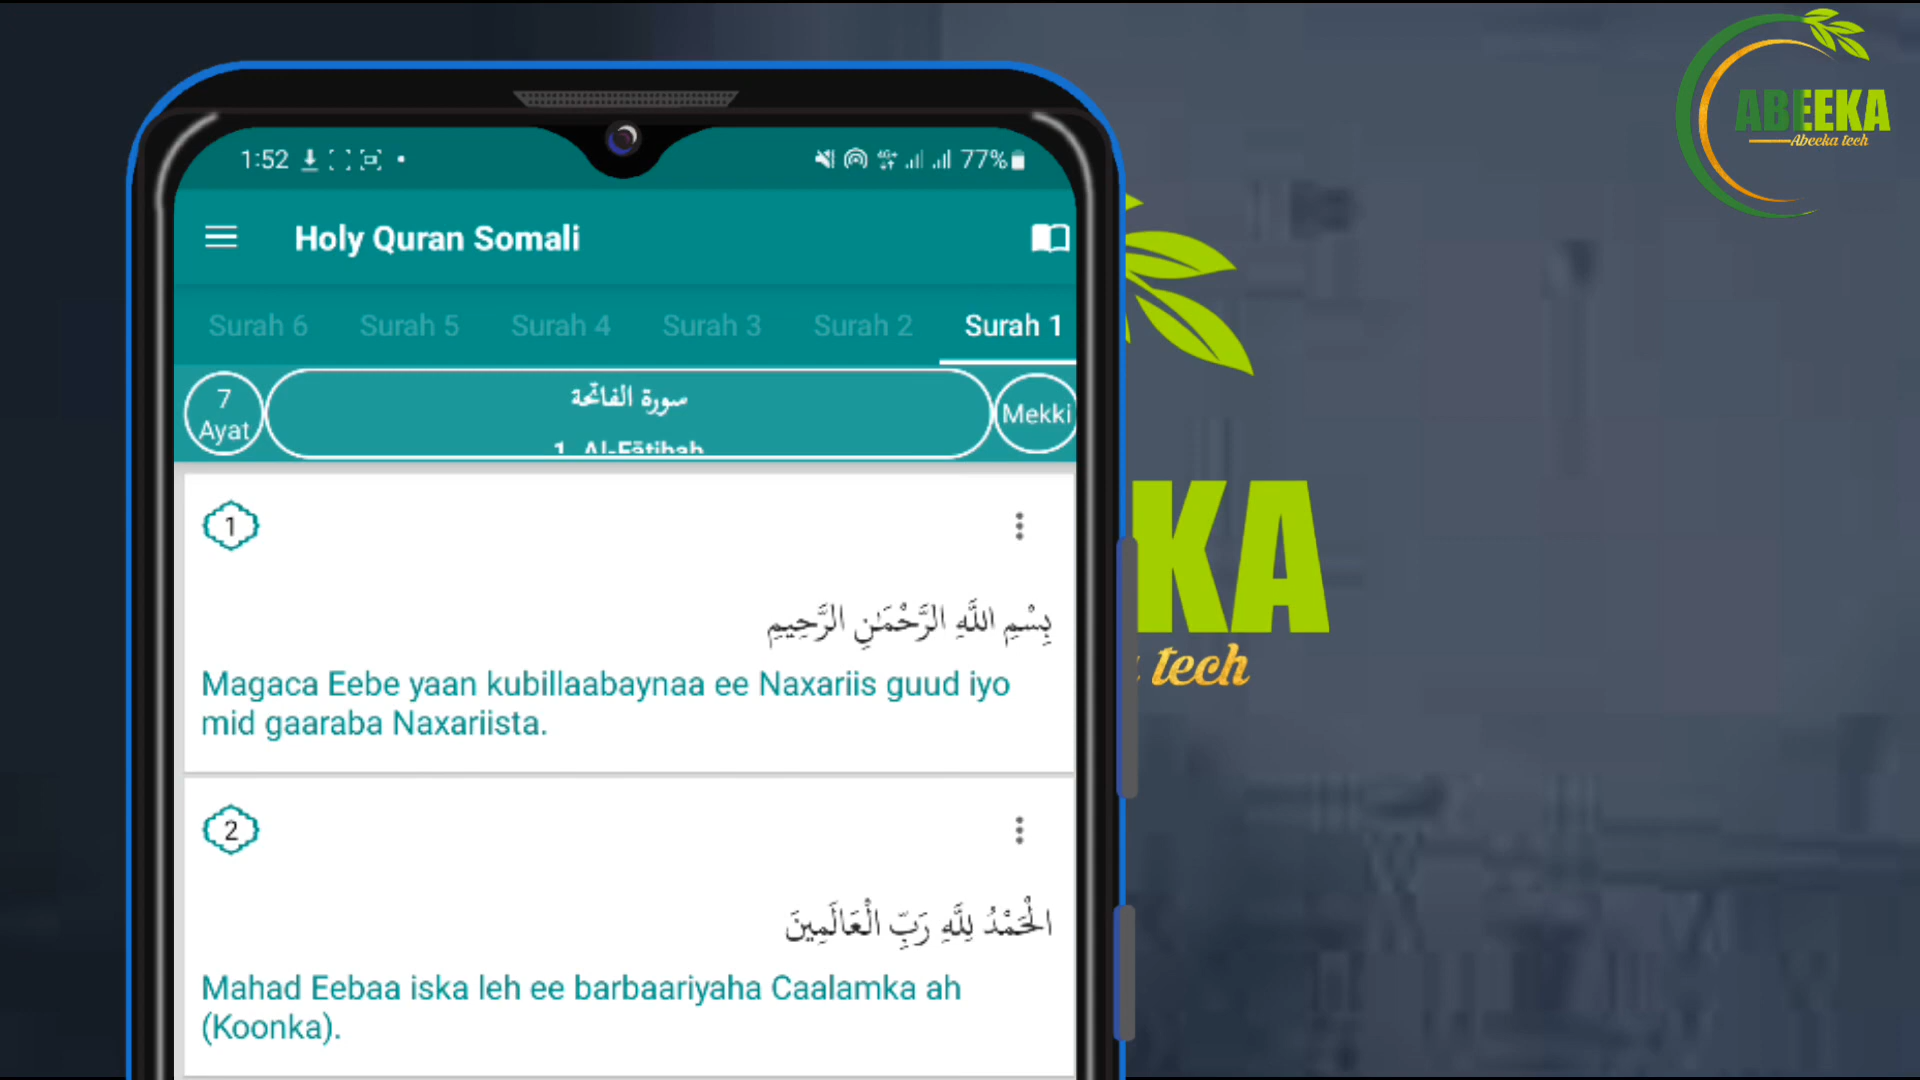 ABEEKA
Abeeka tech
1:52
77%
Holy Quran Somali
Surah 6 Surah 5 Surah 4 Surah 3 Surah 2 Surah 1
7
Ayat
سورة الفاتحة
1. Al-Fātihah
Mekki
1
بِسْمِ اللَّهِ الرَّحْمَٰنِ الرَّحِيمِ
Magaca Eebe yaan kubillaabaynaa ee Naxariis guud iyo
mid gaaraba Naxariista.
2
الْحَمْدُ لِلَّهِ رَبِّ الْعَالَمِينَ
Mahad Eebaa iska leh ee barbaariyaha Caalamka ah
(Koonka).
KA
tech